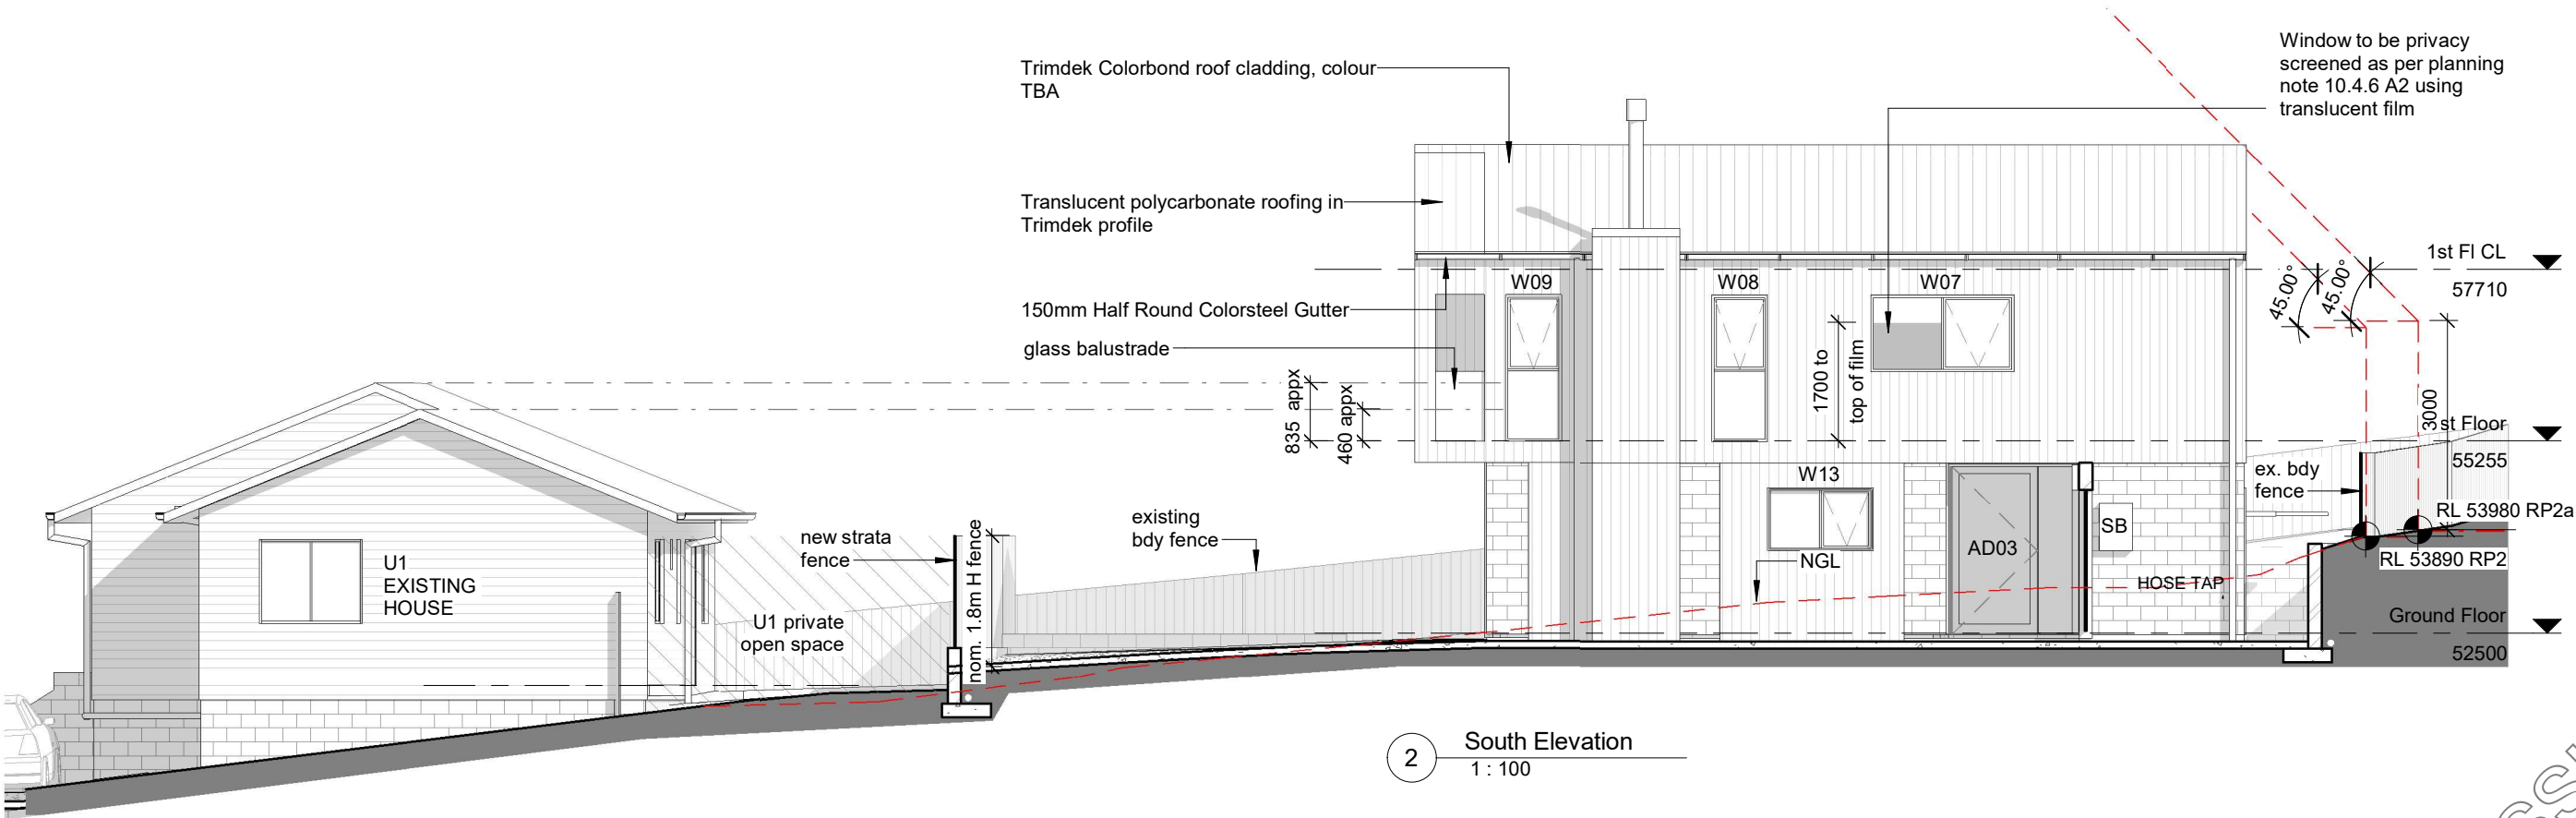 Trimdek Colorbond roof cladding, colour
TBA
Window to be privacy
screened as per planning
note 10.4.6 A2 using
translucent film
Translucent polycarbonate roofing in
Trimdek profile
150mm Half Round Colorsteel Gutter
glass balustrade
W09
W08
W07
1st Fl CL
57710
45.00°
45.00°
835 appx
460 appx
1700 to
top of film
3000
st Floor
55255
ex. bdy
fence
RL 53980 RP2a
RL 53890 RP2
W13
AD03
SB
NGL
HOSE TAP
Ground Floor
52500
new strata
fence
nom. 1.8m H fence
existing
bdy fence
U1
EXISTING
HOUSE
U1 private
open space
2
South Elevation
1 : 100